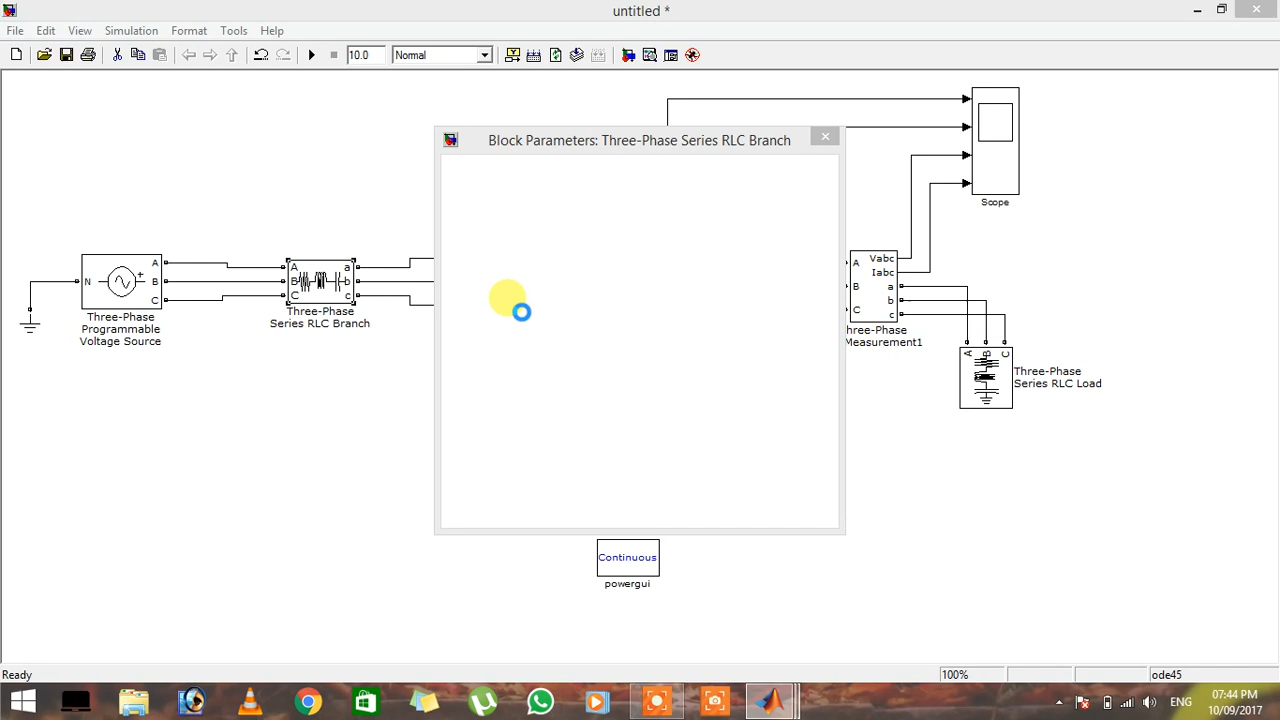 untitled *
File Edit View Simulation Format Tools Help
10.0 Normal
Block Parameters: Three-Phase Series RLC Branch
Scope
N A B C
Three-Phase
Programmable
Voltage Source
A B C a b c
Three-Phase
Series RLC Branch
A B C Vabc Iabc a b c
hree-Phase
Measurement1
A B C
Three-Phase
Series RLC Load
Continuous
powergui
Ready 100% ode45
ENG
07:44 PM
10/09/2017